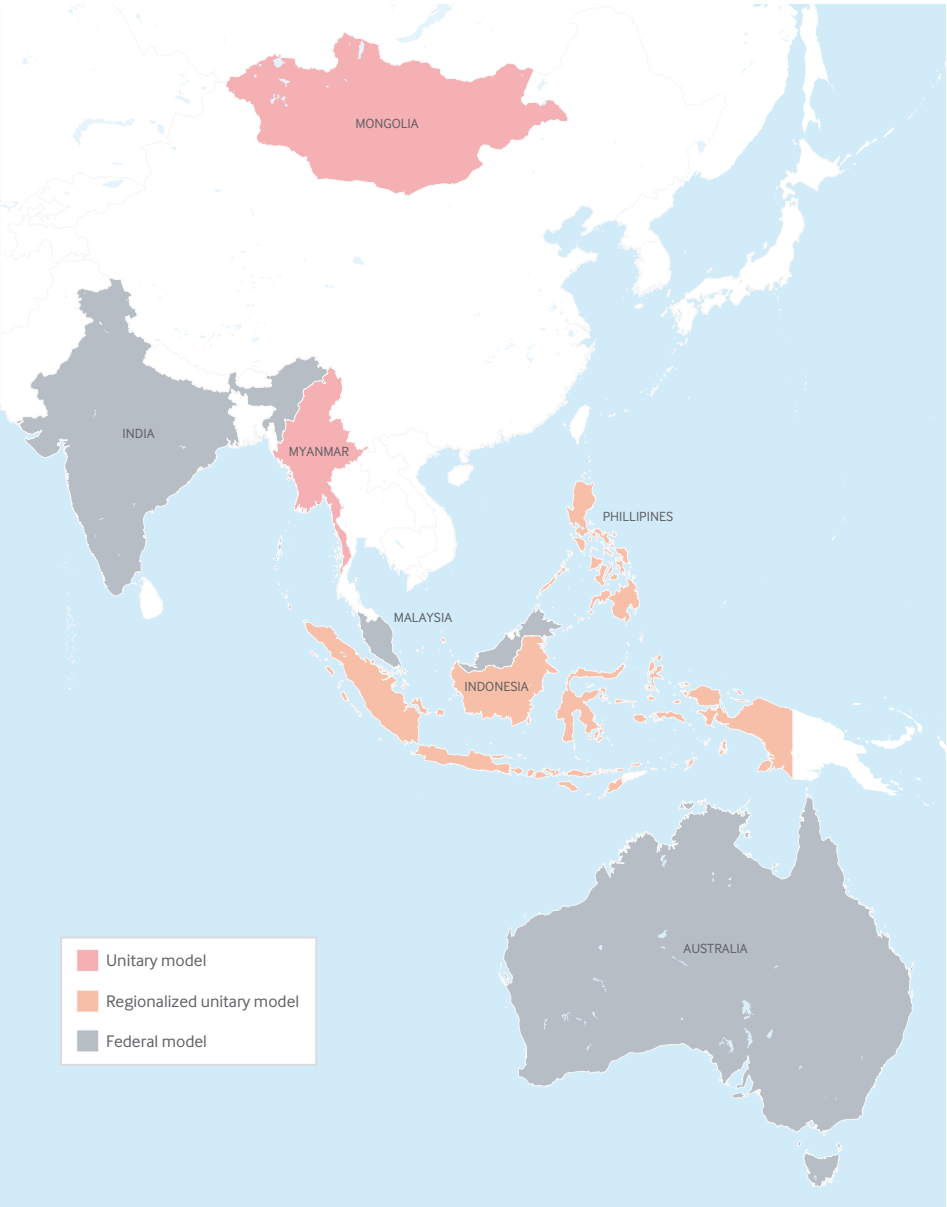 MONGOLIA
INDIA
MYANMAR
PHILLIPINES
MALAYSIA
INDONESIA
AUSTRALIA
Unitary model
Regionalized unitary model
Federal model